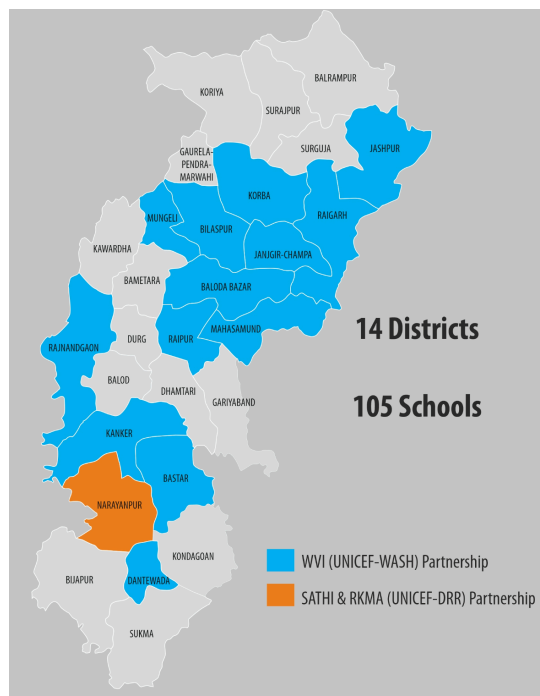 BALRAMPUR
KORIYA
SURAJPUR
SURGUJA
JASHPUR
GAURELA-
PENDRA-
MARWAHI
KORBA
RAIGARH
MUNGELI
BILASPUR
KAWARDHA
JANJGIR-CHAMPA
BAMETARA
BALODA BAZAR
MAHASAMUND
14 Districts
RAJNANDGAON
DURG
RAIPUR
BALOD
DHAMTARI
GARIYABAND
105 Schools
KANKER
BASTAR
NARAYANPUR
KONDAGOAN
WVI (UNICEF-WASH) Partnership
BIJAPUR
DANTEWADA
SATHI & RKMA (UNICEF-DRR) Partnership
SUKMA